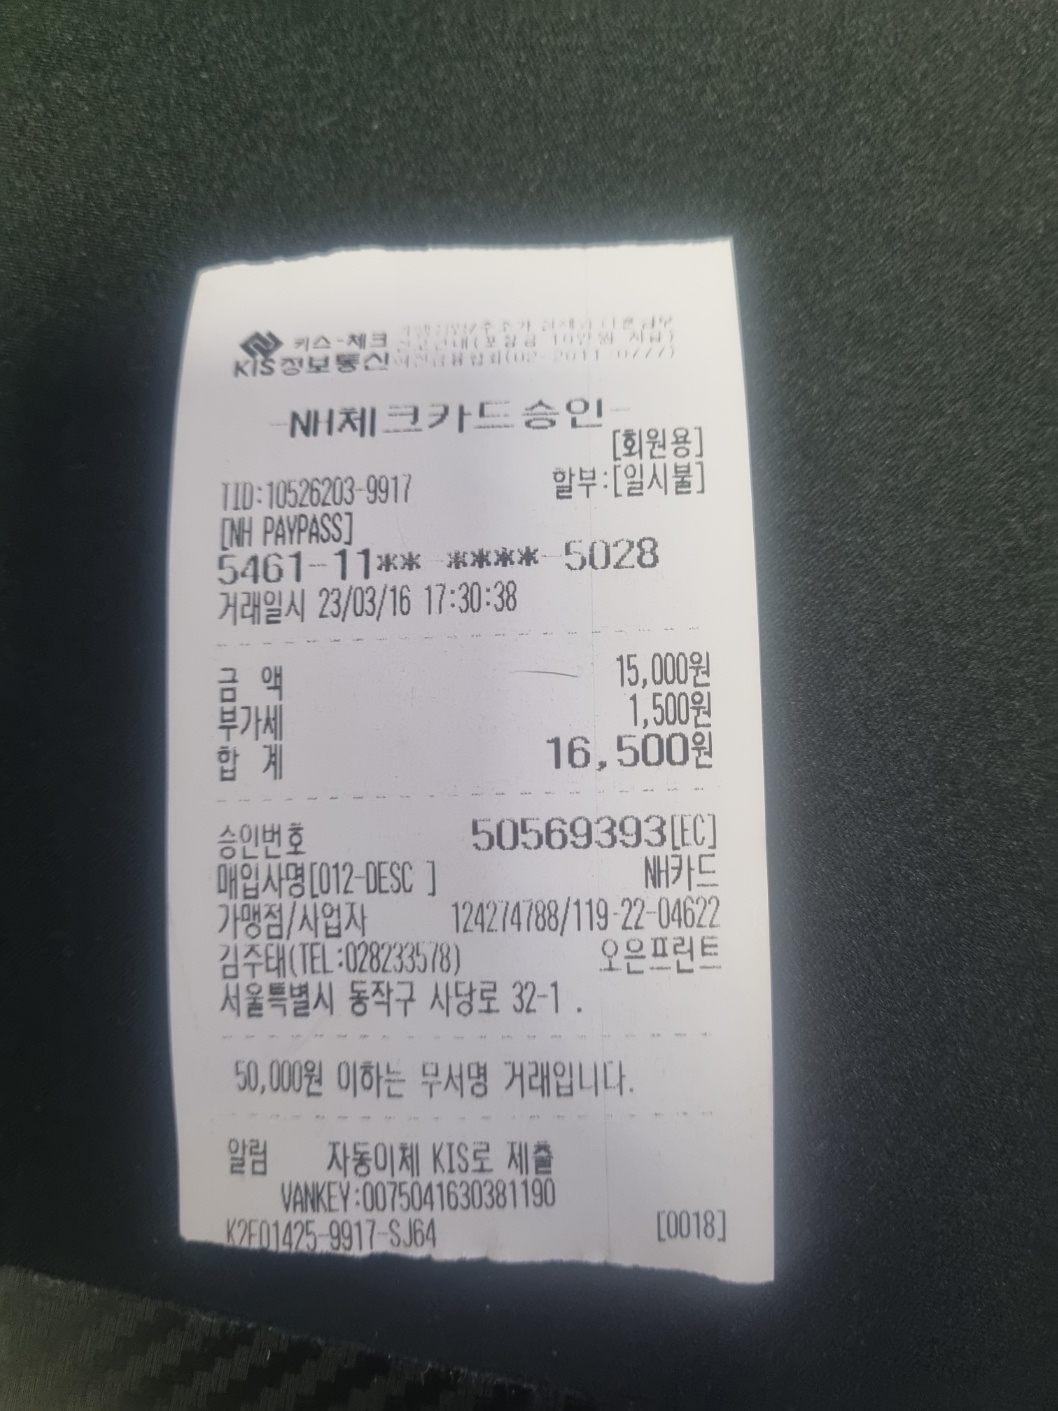 키스-체크
KIS정보통신
-NH체크카드승인-
[회원용]
TID:10526203-9917 할부:[일시불]
[NH PAYPASS]
5461-11** ****-5028
거래일시 23/03/16 17:30:38
금 액 15,000원
부가세 1,500원
합 계 16,500원
승인번호 50569393[EC]
매입사명[012-DESC ] NH카드
가맹점/사업자 124274788/119-22-04622
김주태(TEL:028233578) 오은프린트
서울특별시 동작구 사당로 32-1 .
50,000원 이하는 무서명 거래입니다.
알림 자동이체 KIS로 제출
VANKEY:0075041630381190
K2F01425-9917-SJ64 [0018]